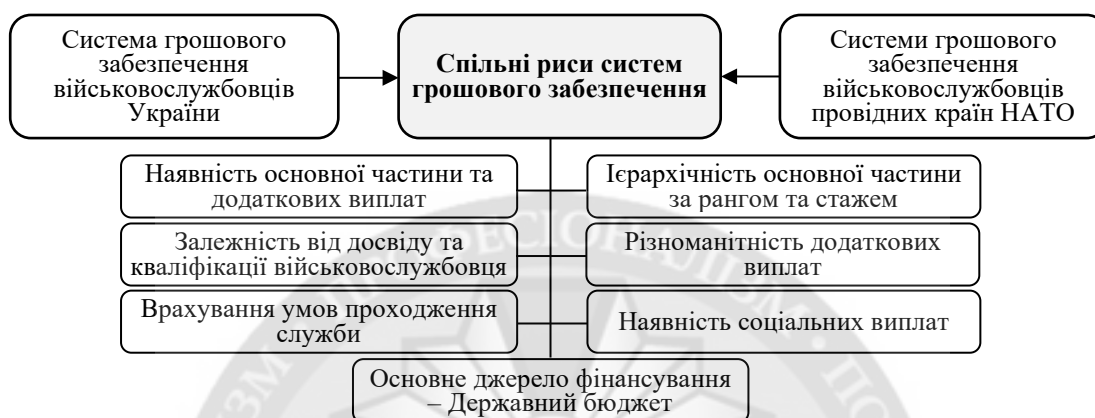 Система грошового
забезпечення
військовослужбовців
України
Спільні риси систем
грошового забезпечення
Системи грошового
забезпечення
військовослужбовців
провідних країн НАТО
Наявність основної частини та
додаткових виплат
Ієрархічність основної частини
за рангом та стажем
Залежність від досвіду та
кваліфікації військовослужбовця
Різноманітність додаткових
виплат
Врахування умов проходження
служби
Наявність соціальних виплат
Основне джерело фінансування
– Державний бюджет